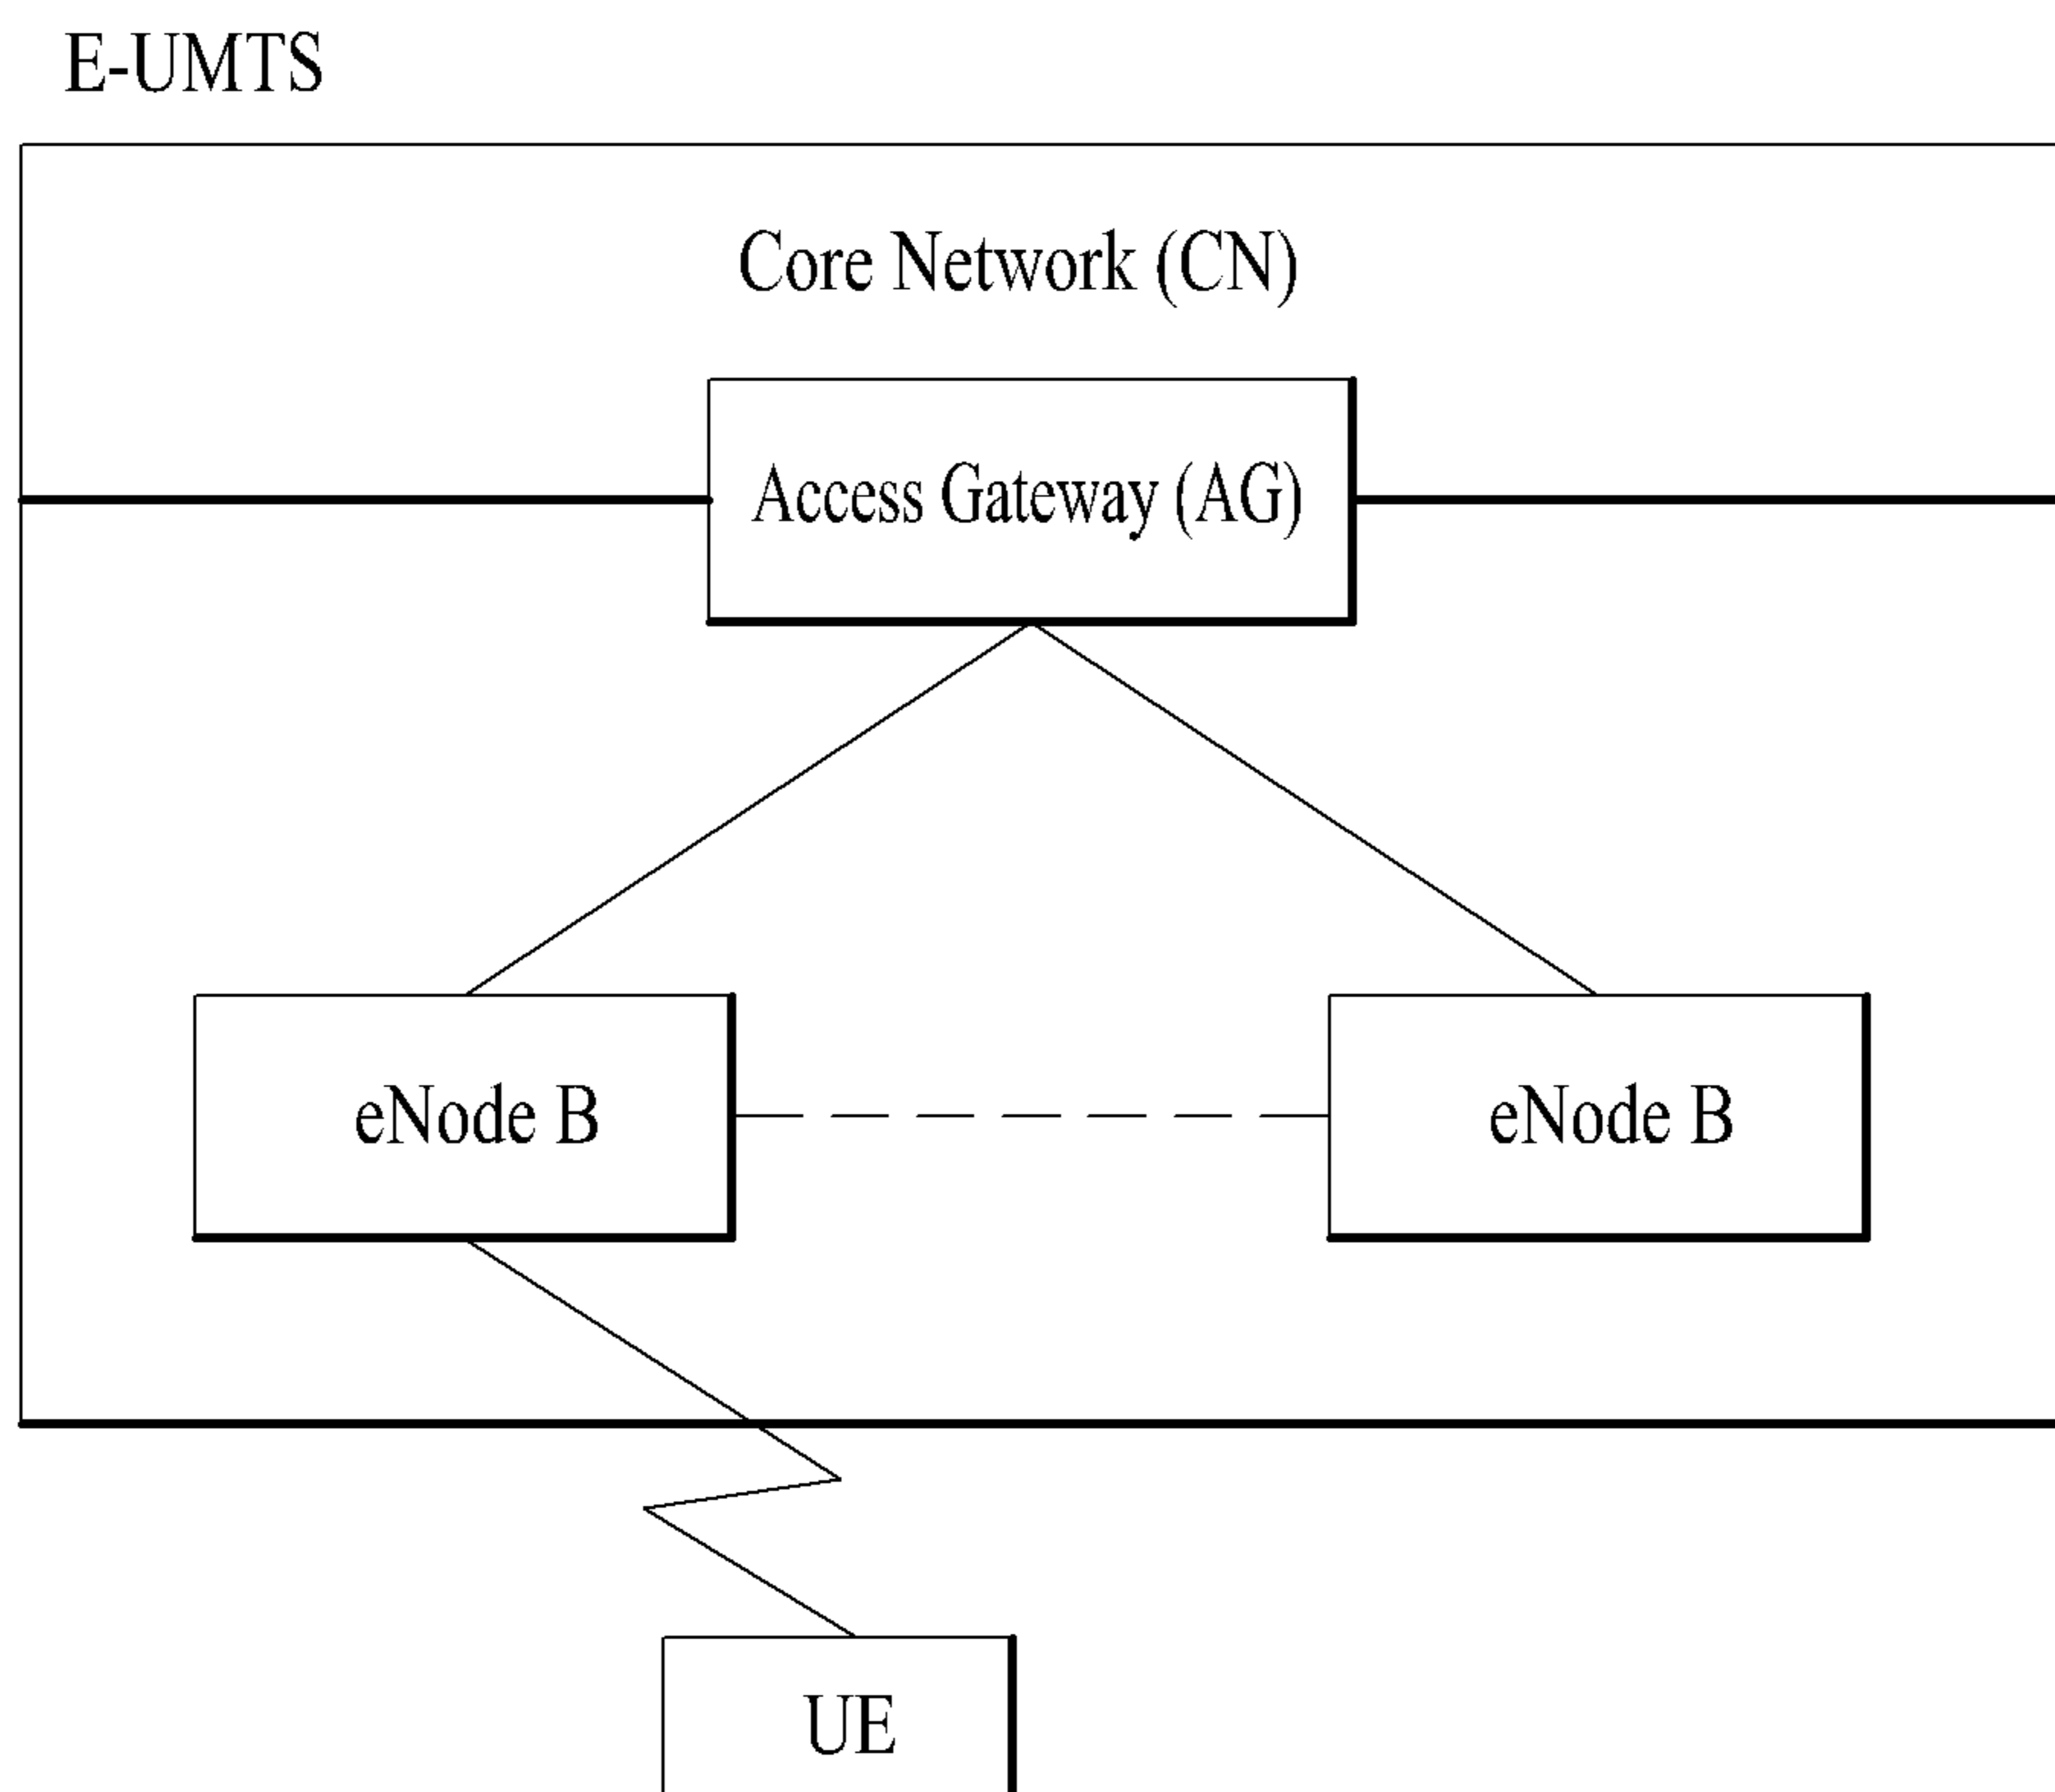 E-UMTS
Core Network (CN)
Access Gateway (AG)
eNode B
eNode B
UE